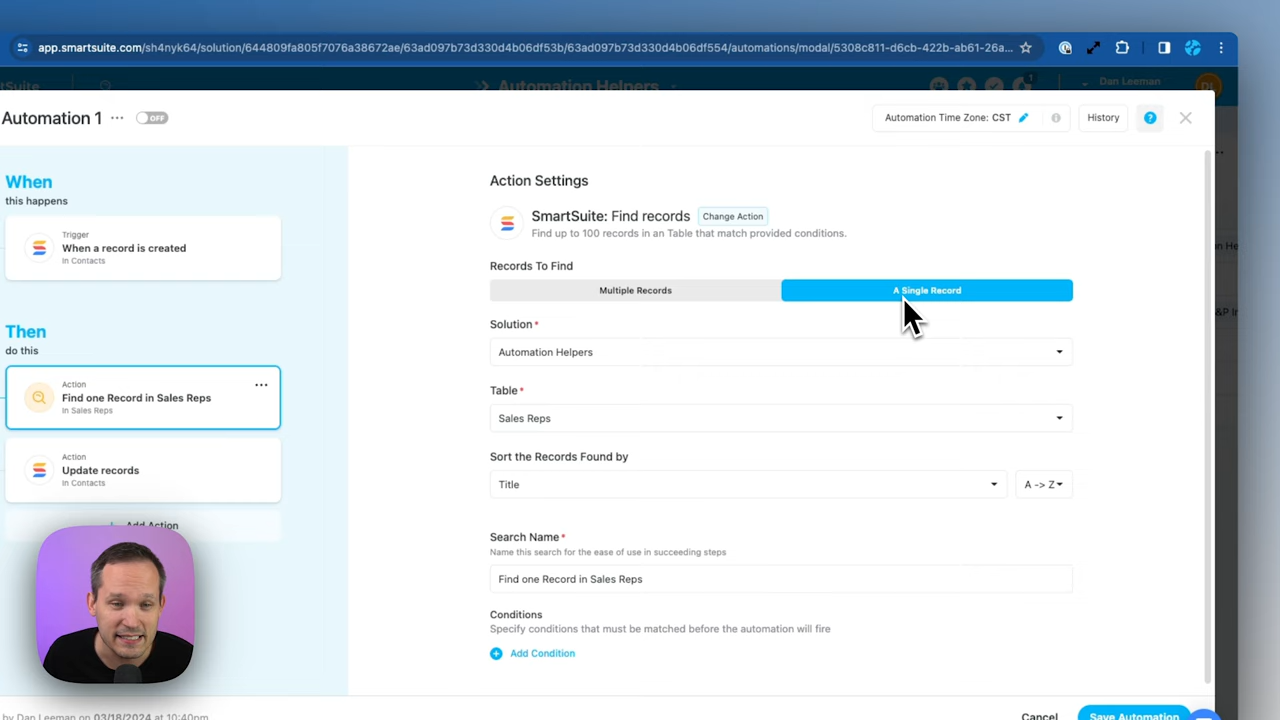 app.smartsuite.com/sh4nyk64/solution/644809fa805f7076a38672ae/63ad097b73d330d4b06df53b/63ad097b73d330d4b06df554/automations/modal/5308c811-d6cb-422b-ab61-26a...
Suite
Automation Helpers
1
Dan Leeman
DL
Automation 1
OFF
Automation Time Zone: CST
History
?
When
this happens
Trigger
When a record is created
In Contacts
Then
do this
Action
Find one Record in Sales Reps
In Sales Reps
Action
Update records
In Contacts
Add Action
Action Settings
SmartSuite: Find records
Change Action
Find up to 100 records in an Table that match provided conditions.
Records To Find
Multiple Records
A Single Record
Solution*
Automation Helpers
Table*
Sales Reps
Sort the Records Found by
Title
A -> Z
Search Name*
Name this search for the ease of use in succeeding steps
Find one Record in Sales Reps
Conditions
Specify conditions that must be matched before the automation will fire
Add Condition
by Dan Leeman on 03/18/2024 at 10:40pm
Cancel
Save Automation